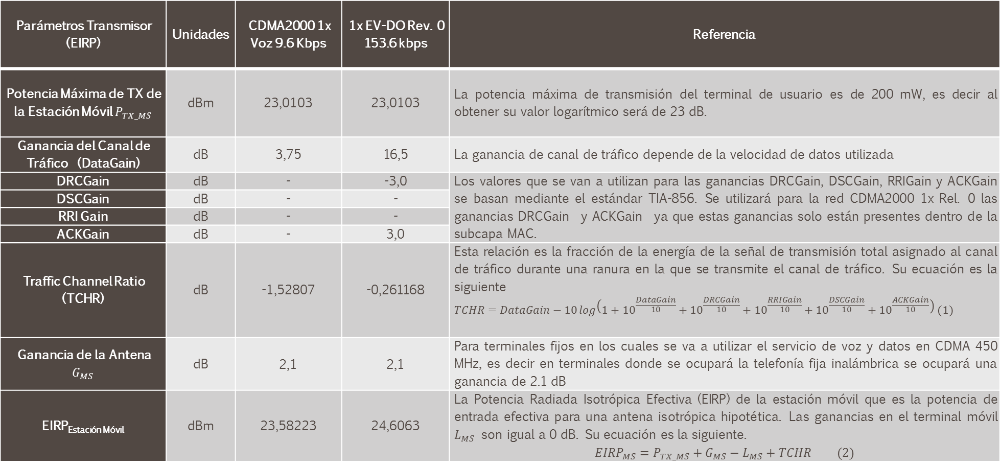 Parámetros Transmisor
(EIRP)
Unidades
CDMA2000 1x
Voz 9.6 Kbps
1x EV-DO Rev. 0
153.6 kbps
Referencia
Potencia Máxima de TX de
la Estación Móvil P_{TX_MS}
dBm
23,0103
23,0103
La potencia máxima de transmisión del terminal de usuario es de 200 mW, es decir al
obtener su valor logarítmico será de 23 dB.
Ganancia del Canal de
Tráfico (DataGain)
dB
3,75
16,5
La ganancia de canal de tráfico depende de la velocidad de datos utilizada
DRCGain
dB
-
-3,0
DSCGain
dB
-
-
RRI Gain
dB
-
-
ACKGain
dB
-
3,0
Los valores que se van a utilizan para las ganancias DRCGain, DSCGain, RRIGain y ACKGain
se basan mediante el estándar TIA-856. Se utilizará para la red CDMA2000 1x Rel. 0 las
ganancias DRCGain y ACKGain ya que estas ganancias solo están presentes dentro de la
subcapa MAC.
Traffic Channel Ratio
(TCHR)
dB
-1,52807
-0,261168
Esta relación es la fracción de la energía de la señal de transmisión total asignado al canal
de tráfico durante una ranura en la que se transmite el canal de tráfico. Su ecuación es la
siguiente
TCHR = DataGain − 10 log(1 + 10^{DataGain/10} + 10^{DRCGain/10} + 10^{RRIGain/10} + 10^{DSCGain/10} + 10^{ACKGain/10}) (1)
Ganancia de la Antena
G_{MS}
dB
2,1
2,1
Para terminales fijos en los cuales se va a utilizar el servicio de voz y datos en CDMA 450
MHz, es decir en terminales donde se ocupará la telefonía fija inalámbrica se ocupará una
ganancia de 2.1 dB
EIRP_{Estación Móvil}
dBm
23,58223
24,6063
La Potencia Radiada Isotrópica Efectiva (EIRP) de la estación móvil que es la potencia de
entrada efectiva para una antena isotrópica hipotética. Las ganancias en el terminal móvil
L_{MS} son igual a 0 dB. Su ecuación es la siguiente.
EIRP_{MS} = P_{TX_MS} + G_{MS} − L_{MS} + TCHR (2)